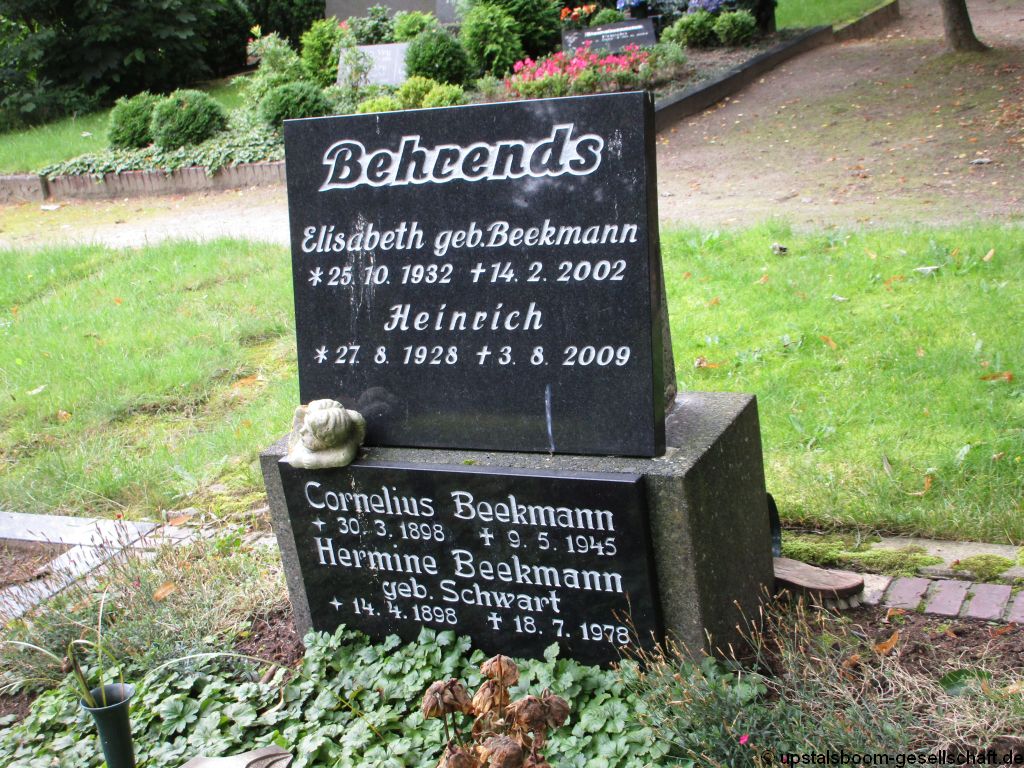 Behrends
Elisabeth geb. Beekmann
* 25. 10. 1932 † 14. 2. 2002
Heinrich
* 27. 8. 1928 † 3. 8. 2009
Cornelius Beekmann
* 30. 3. 1898 † 9. 5. 1945
Hermine Beekmann
geb. Schwart
* 14. 4. 1898 † 18. 7. 1978
© upstalsboom-gesellschaft.de